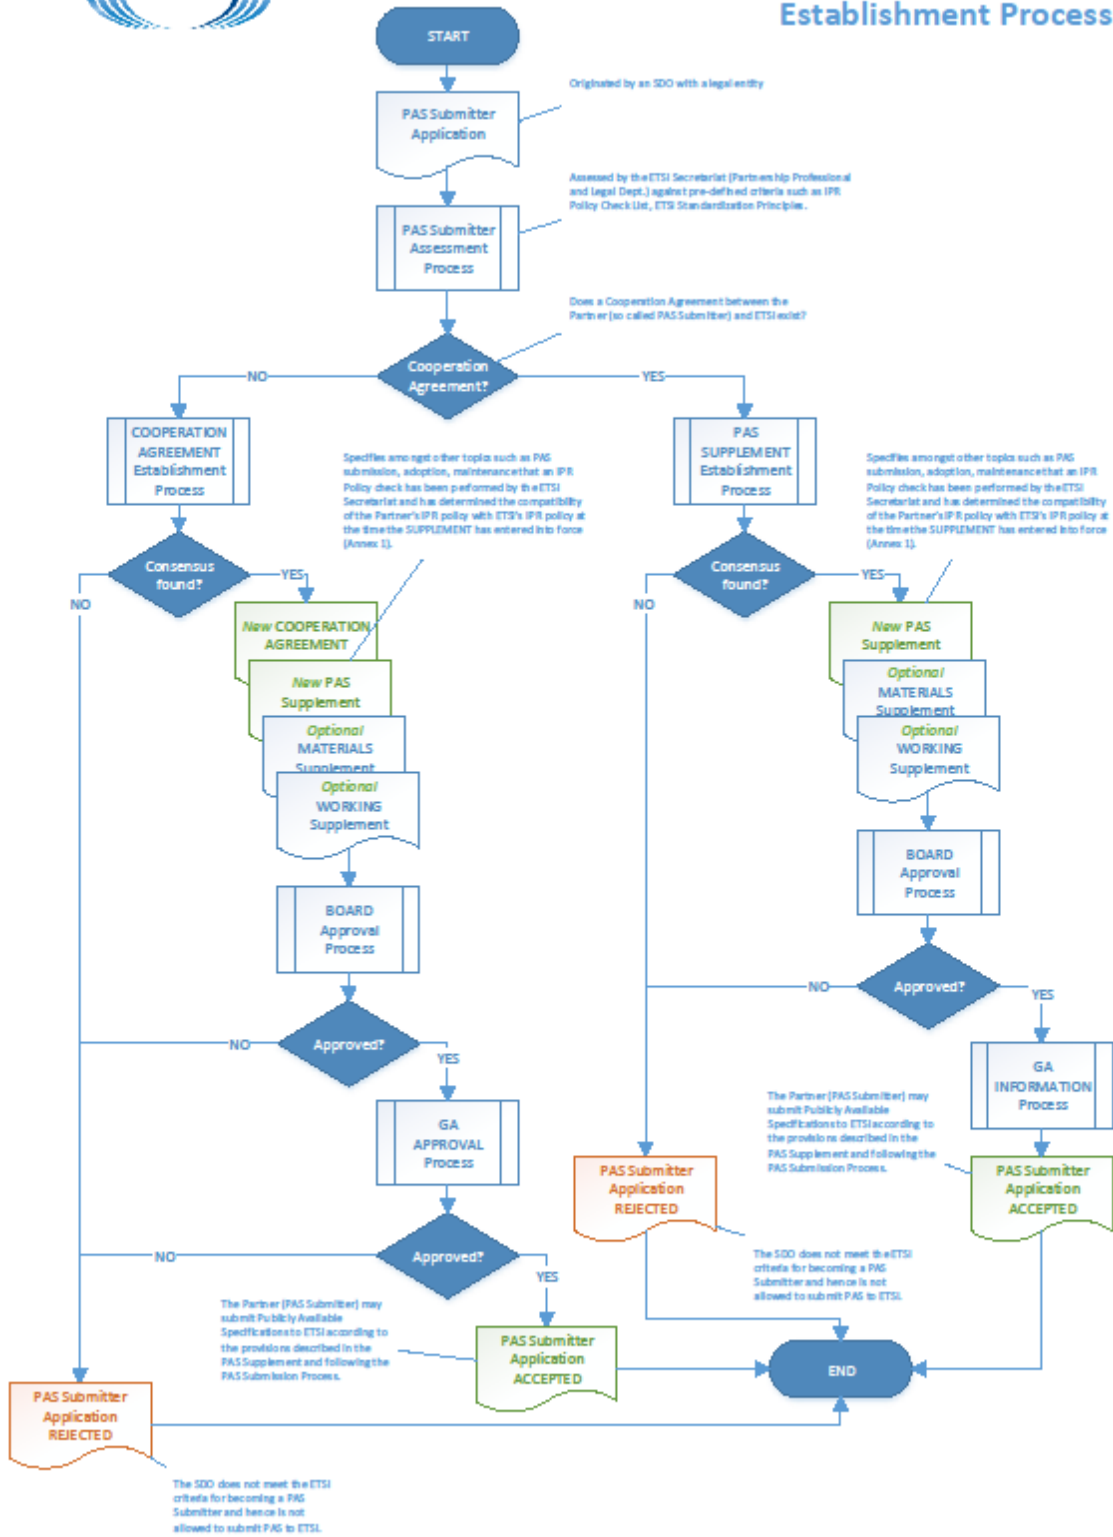 Establishment Process
START
Originated by an SDO with a legal entity
PAS Submitter
Application
Assessed by the ETSI Secretariat (Partnership Professional
and Legal Dept.) against pre-defined criteria such as IPR
Policy Check List, ETSI Standardization Principles.
PAS Submitter
Assessment
Process
Does a Cooperation Agreement between the
Partner (so called PAS Submitter) and ETSI exist?
Cooperation
Agreement?
NO
YES
COOPERATION
AGREEMENT
Establishment
Process
PAS
SUPPLEMENT
Establishment
Process
Specifies amongst other topics such as PAS
submission, adoption, maintenance that an IPR
Policy check has been performed by the ETSI
Secretariat and has determined the compatibility
of the Partner's IPR policy with ETSI's IPR policy at
the time the SUPPLEMENT has entered into force
(Annex 1).
Specifies amongst other topics such as PAS
submission, adoption, maintenance that an IPR
Policy check has been performed by the ETSI
Secretariat and has determined the compatibility
of the Partner's IPR policy with ETSI's IPR policy at
the time the SUPPLEMENT has entered into force
(Annex 1).
Consensus
found?
YES
NO
Consensus
found?
YES
NO
New COOPERATION
AGREEMENT
New PAS
Supplement
Optional
MATERIALS
Supplement
Optional
WORKING
Supplement
New PAS
Supplement
Optional
MATERIALS
Supplement
Optional
WORKING
Supplement
BOARD
Approval
Process
BOARD
Approval
Process
Approved?
NO
YES
Approved?
NO
YES
GA
INFORMATION
Process
GA
APPROVAL
Process
The Partner (PAS Submitter) may
submit Publicly Available
Specifications to ETSI according to
the provisions described in the
PAS Supplement and following the
PAS Submission Process.
PAS Submitter
Application
REJECTED
PAS Submitter
Application
ACCEPTED
Approved?
NO
YES
The SDO does not meet the ETSI
criteria for becoming a PAS
Submitter and hence is not
allowed to submit PAS to ETSI.
The Partner (PAS Submitter) may
submit Publicly Available
Specifications to ETSI according to
the provisions described in the
PAS Supplement and following the
PAS Submission Process.
PAS Submitter
Application
ACCEPTED
END
PAS Submitter
Application
REJECTED
The SDO does not meet the ETSI
criteria for becoming a PAS
Submitter and hence is not
allowed to submit PAS to ETSI.